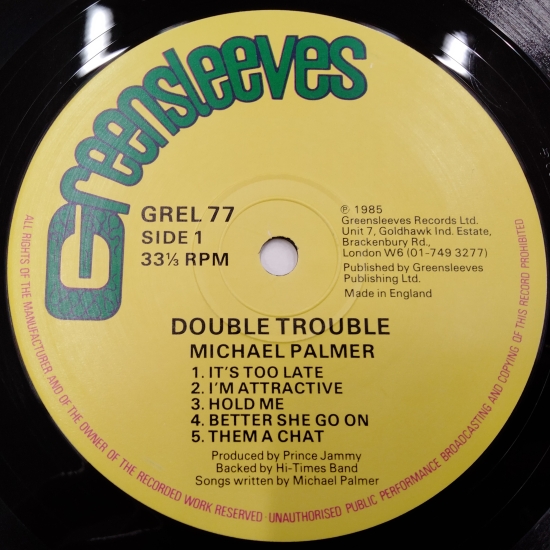 Greensleeves
GREL 77
SIDE 1
33⅓ RPM
℗ 1985
Greensleeves Records Ltd.
Unit 7, Goldhawk Ind. Estate,
Brackenbury Rd.,
London W6 (01-749 3277)
Published by Greensleeves
Publishing Ltd.
Made in England
DOUBLE TROUBLE
MICHAEL PALMER
1. IT'S TOO LATE
2. I'M ATTRACTIVE
3. HOLD ME
4. BETTER SHE GO ON
5. THEM A CHAT
Produced by Prince Jammy
Backed by Hi-Times Band
Songs written by Michael Palmer
ALL RIGHTS OF THE MANUFACTURER AND OF THE OWNER OF THE RECORDED WORK RESERVED · UNAUTHORISED PUBLIC PERFORMANCE BROADCASTING AND COPYING OF THIS RECORD PROHIBITED